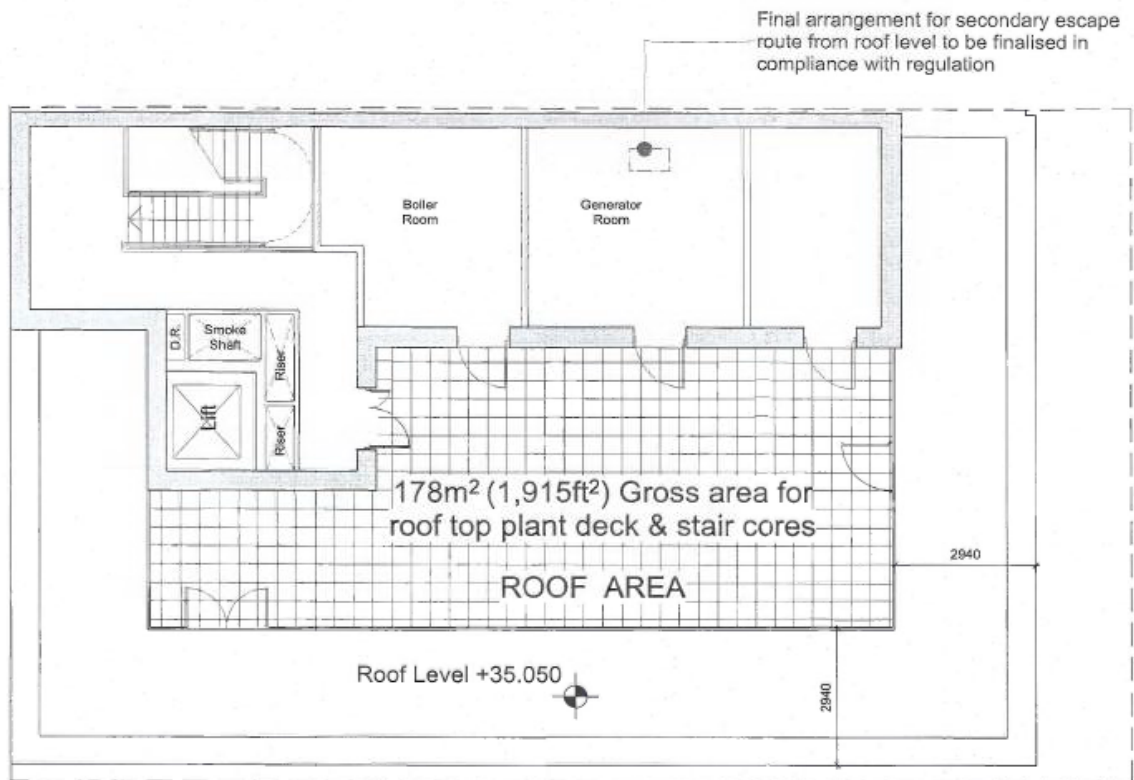 Final arrangement for secondary escape
route from roof level to be finalised in
compliance with regulation
Boiler
Room
Generator
Room
D.R.
Smoke
Shaft
Riser
Lift
Riser
178m² (1,915ft²) Gross area for
roof top plant deck & stair cores
2940
ROOF AREA
Roof Level +35.050
2940